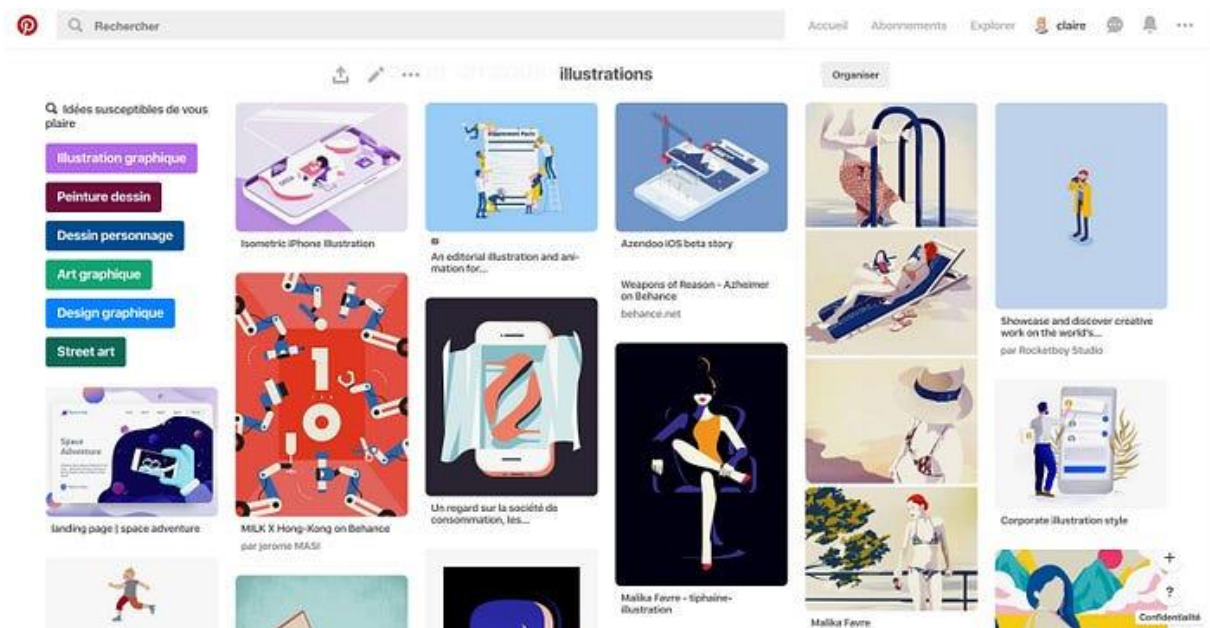 Rechercher
Accueil
Abonnements
Explorer
claire
illustrations
Organiser
Idées susceptibles de vous
plaire
Illustration graphique
Peinture dessin
Dessin personnage
Art graphique
Design graphique
Street art
Space
Adventure
landing page | space adventure
Isometric iPhone Illustration
10
MILK X Hong-Kong on Behance
par jerome MASI
An editorial illustration and ani-
mation for...
Un regard sur la société de
consommation, les...
Azendoo iOS beta story
Weapons of Reason - Azheimer
on Behance
behance.net
Malika Favre - tiphaine-
illustration
Malika Favre
Showcase and discover creative
work on the world's...
par Rocketboy Studio
Corporate illustration style
+
?
Confidentialité